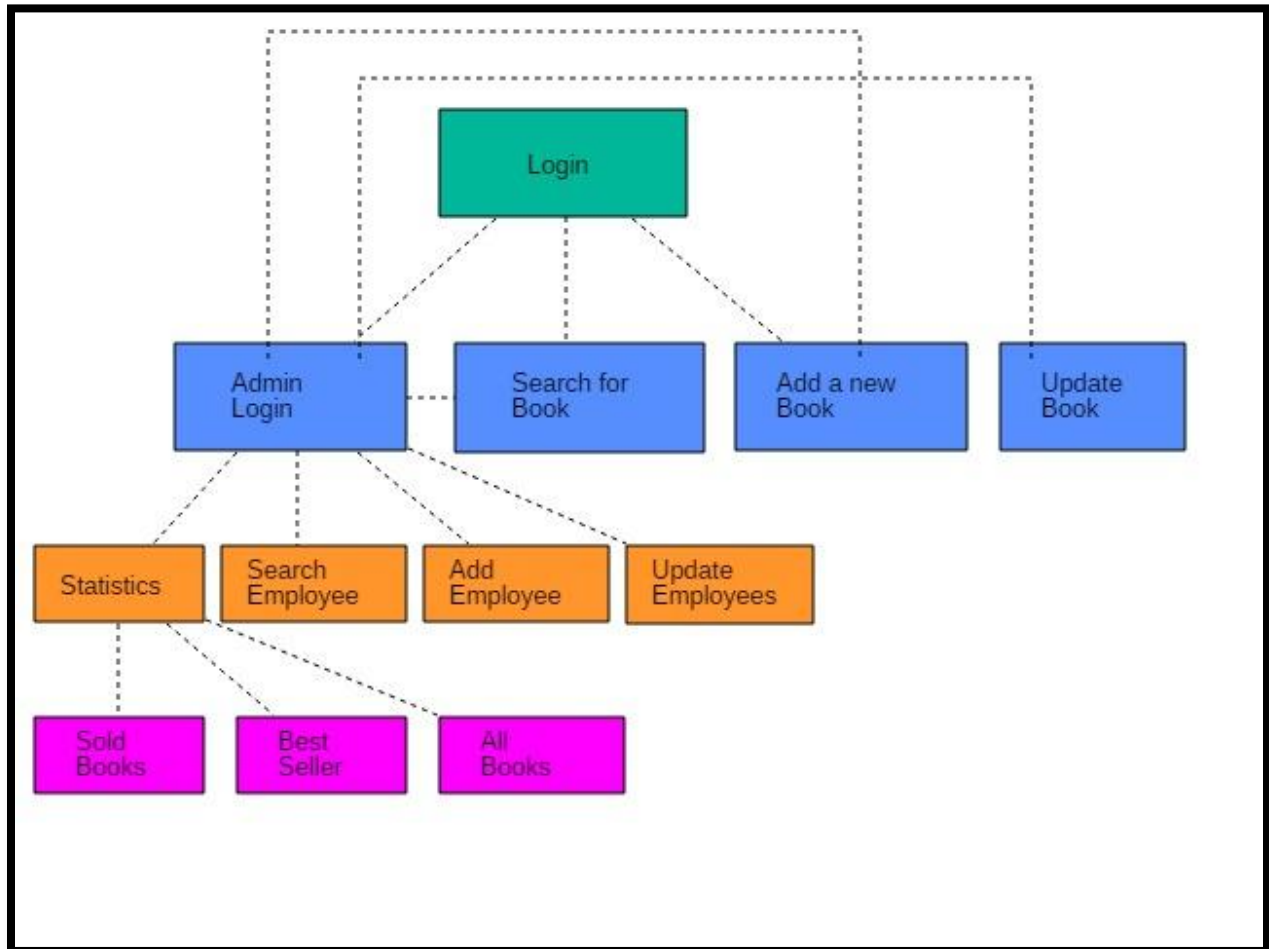 Login
Admin
Login
Search for
Book
Add a new
Book
Update
Book
Statistics
Search
Employee
Add
Employee
Update
Employees
Sold
Books
Best
Seller
All
Books